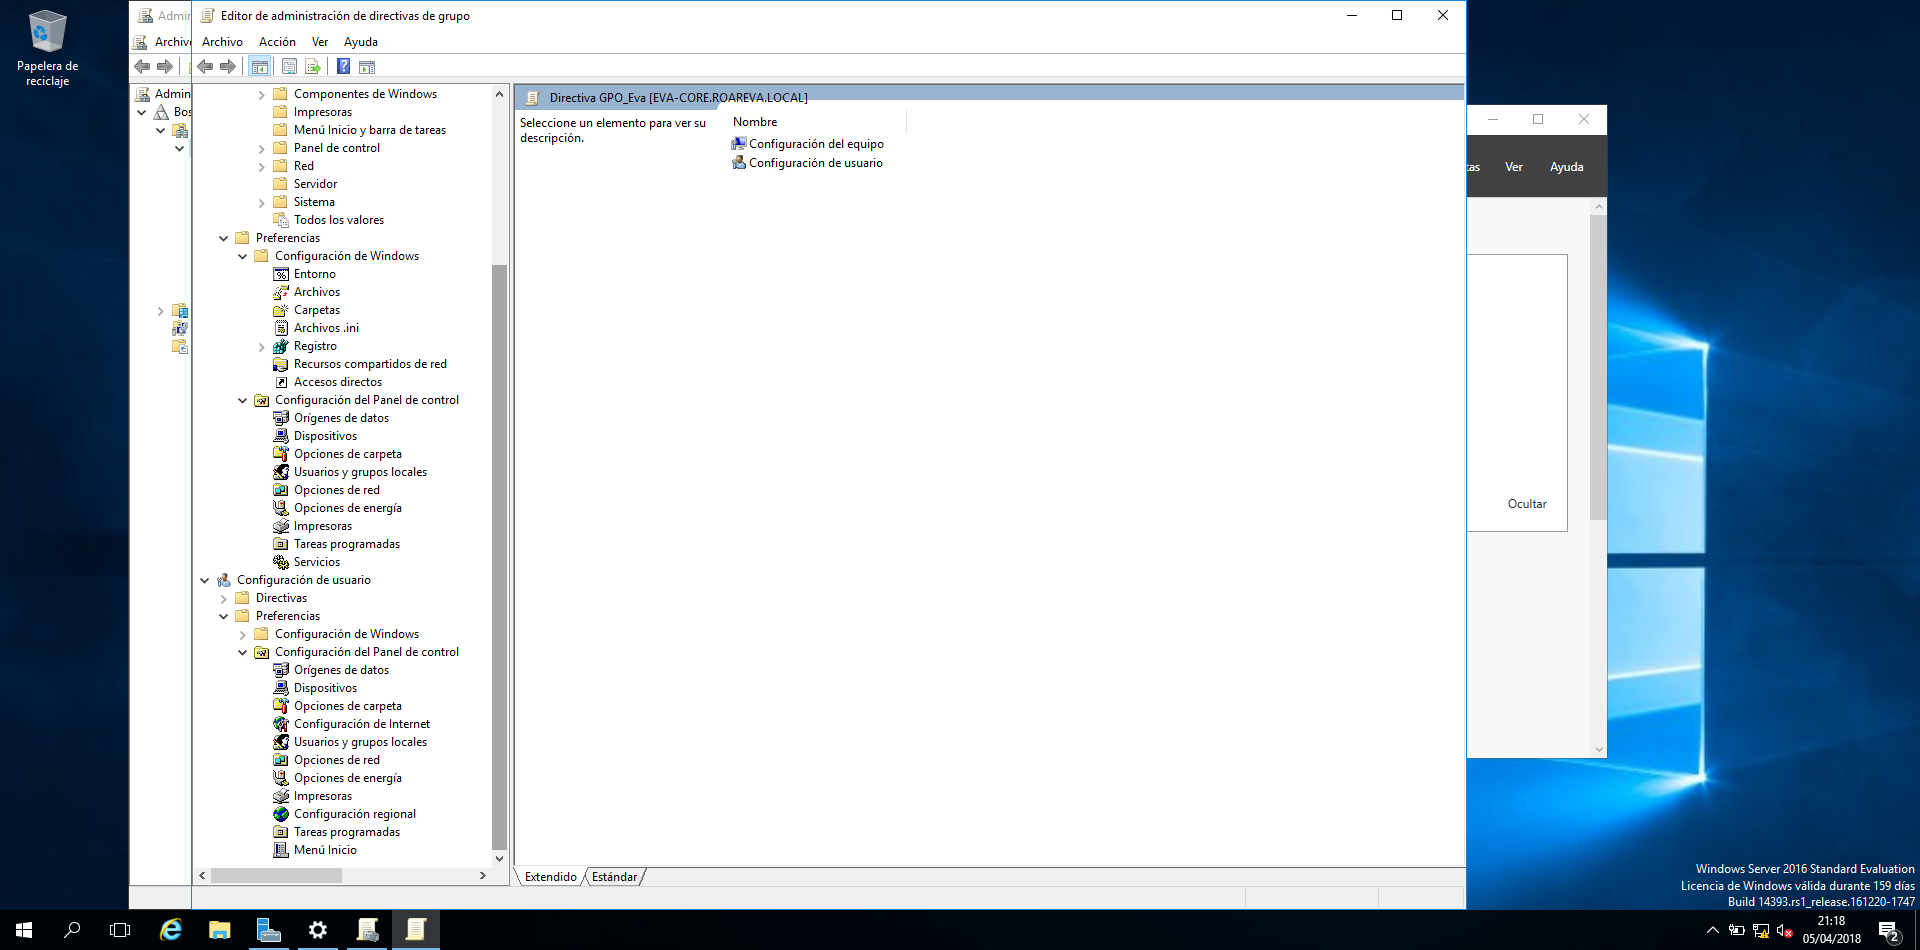 Papelera de
reciclaje
Admin
Archivo
Admin
Bos
Editor de administración de directivas de grupo
Archivo Acción Ver Ayuda
Componentes de Windows
Impresoras
Menú Inicio y barra de tareas
Panel de control
Red
Servidor
Sistema
Todos los valores
Preferencias
Configuración de Windows
Entorno
Archivos
Carpetas
Archivos .ini
Registro
Recursos compartidos de red
Accesos directos
Configuración del Panel de control
Orígenes de datos
Dispositivos
Opciones de carpeta
Usuarios y grupos locales
Opciones de red
Opciones de energía
Impresoras
Tareas programadas
Servicios
Configuración de usuario
Directivas
Preferencias
Configuración de Windows
Configuración del Panel de control
Orígenes de datos
Dispositivos
Opciones de carpeta
Configuración de Internet
Usuarios y grupos locales
Opciones de red
Opciones de energía
Impresoras
Configuración regional
Tareas programadas
Menú Inicio
Directiva GPO_Eva [EVA-CORE.ROAREVA.LOCAL]
Seleccione un elemento para ver su
descripción.
Nombre
Configuración del equipo
Configuración de usuario
Extendido Estándar
as Ver Ayuda
Ocultar
Windows Server 2016 Standard Evaluation
Licencia de Windows válida durante 159 días
Build 14393.rs1_release.161220-1747
21:18
05/04/2018
2